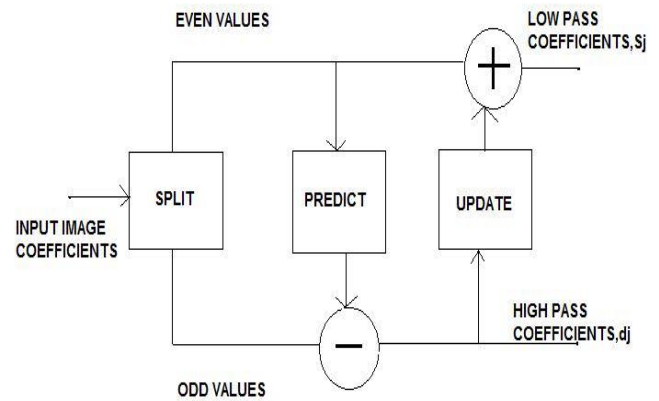 EVEN VALUES
LOW PASS
COEFFICIENTS,Sj
+
SPLIT
PREDICT
UPDATE
INPUT IMAGE
COEFFICIENTS
HIGH PASS
COEFFICIENTS,dj
−
ODD VALUES